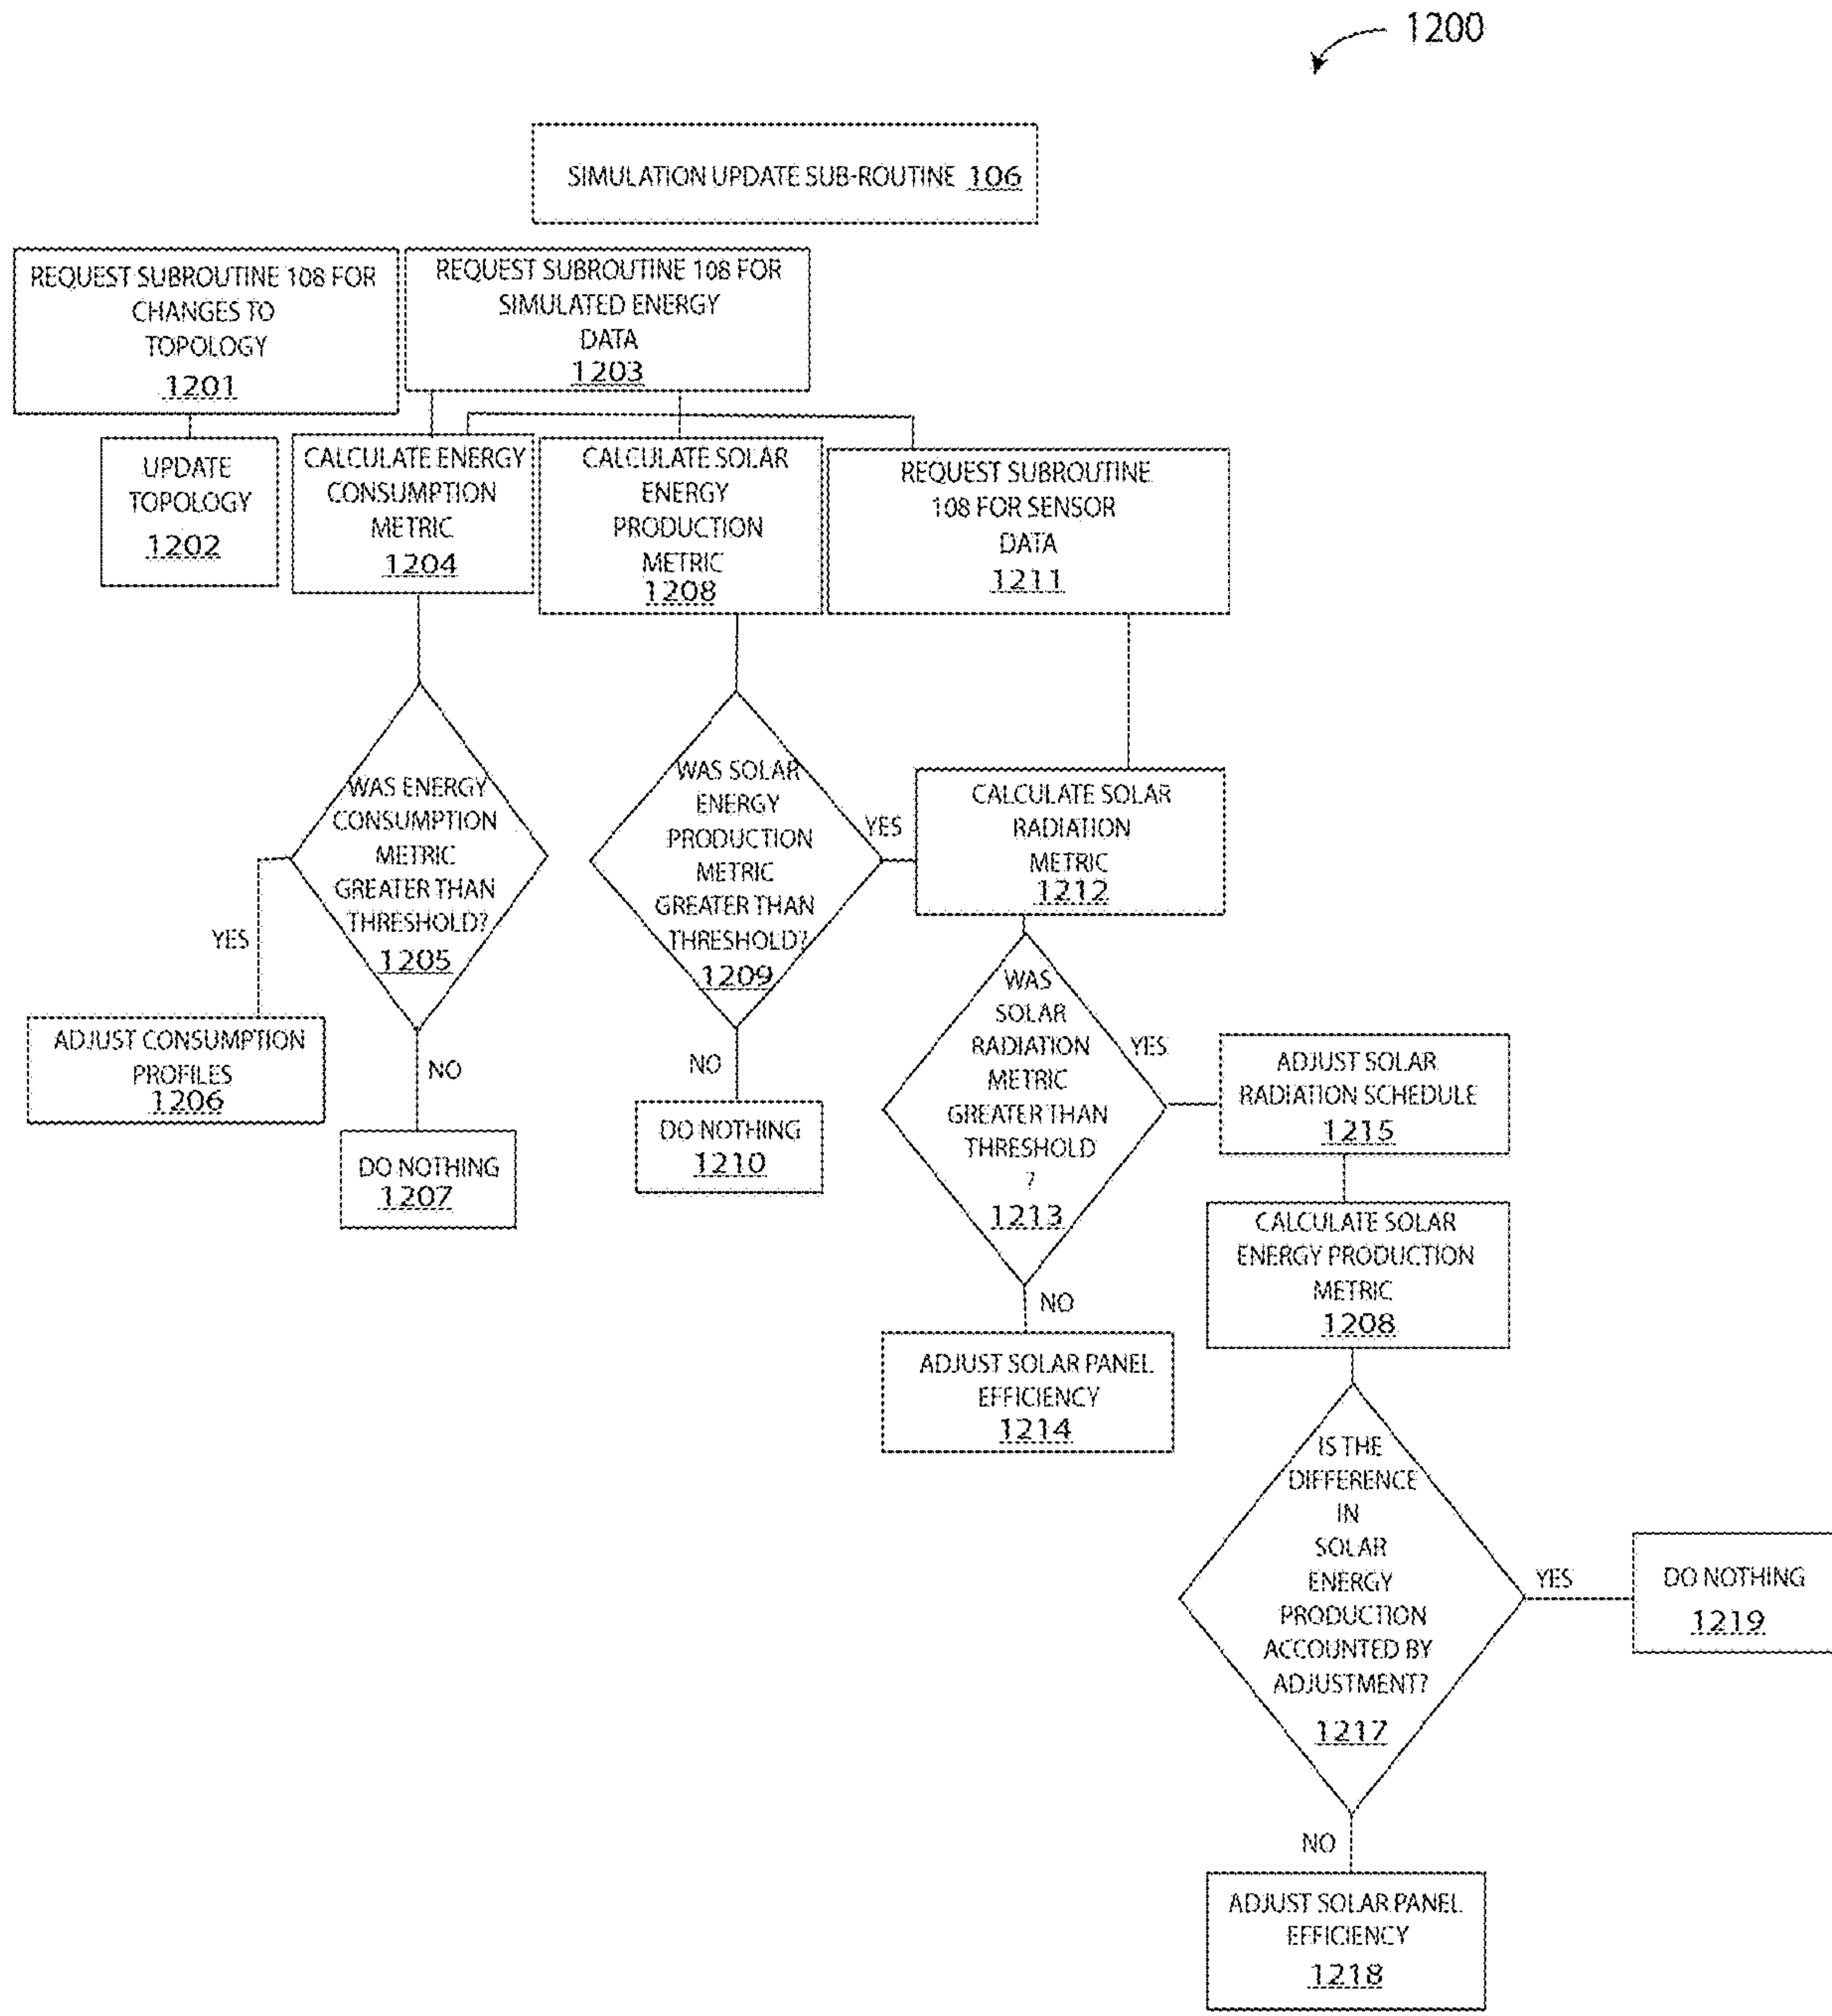 1200
SIMULATION UPDATE SUB-ROUTINE 106
REQUEST SUBROUTINE 108 FOR
CHANGES TO
TOPOLOGY
1201
REQUEST SUBROUTINE 108 FOR
SIMULATED ENERGY
DATA
1203
UPDATE
TOPOLOGY
1202
CALCULATE ENERGY
CONSUMPTION
METRIC
1204
CALCULATE SOLAR
ENERGY
PRODUCTION
METRIC
1208
REQUEST SUBROUTINE
108 FOR SENSOR
DATA
1211
WAS ENERGY
CONSUMPTION
METRIC
GREATER THAN
THRESHOLD?
1205
YES
NO
ADJUST CONSUMPTION
PROFILES
1206
DO NOTHING
1207
WAS SOLAR
ENERGY
PRODUCTION
METRIC
GREATER THAN
THRESHOLD?
1209
YES
NO
DO NOTHING
1210
CALCULATE SOLAR
RADIATION
METRIC
1212
WAS
SOLAR
RADIATION
METRIC
GREATER THAN
THRESHOLD
?
1213
YES
NO
ADJUST SOLAR PANEL
EFFICIENCY
1214
ADJUST SOLAR
RADIATION SCHEDULE
1215
CALCULATE SOLAR
ENERGY PRODUCTION
METRIC
1208
IS THE
DIFFERENCE
IN
SOLAR
ENERGY
PRODUCTION
ACCOUNTED BY
ADJUSTMENT?
1217
YES
DO NOTHING
1219
NO
ADJUST SOLAR PANEL
EFFICIENCY
1218